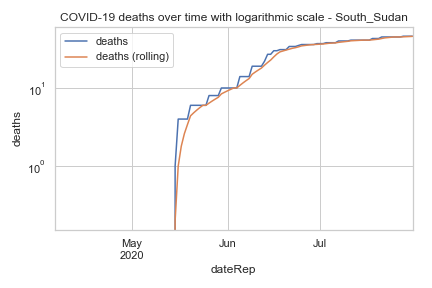 COVID-19 deaths over time with logarithmic scale - South_Sudan
deaths
deaths (rolling)
10¹
10⁰
deaths
May
2020
Jun
Jul
dateRep